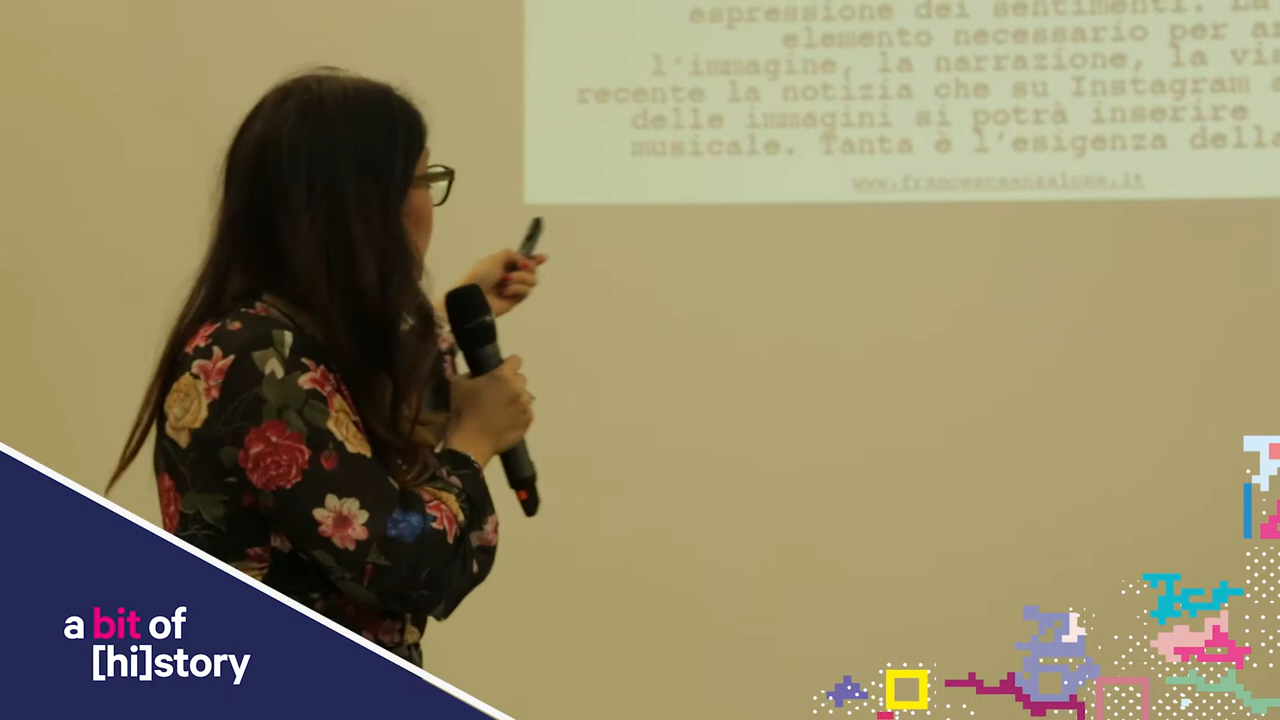 espressione dei sentimenti. La
elemento necessario per
l'immagine, la narrazione, la
recente la notizia che su Instagram
delle immagini si potrà inserire
musicale. Tanta è l'esigenza della
www.francescaanzalone.it
a bit of
[hi]story